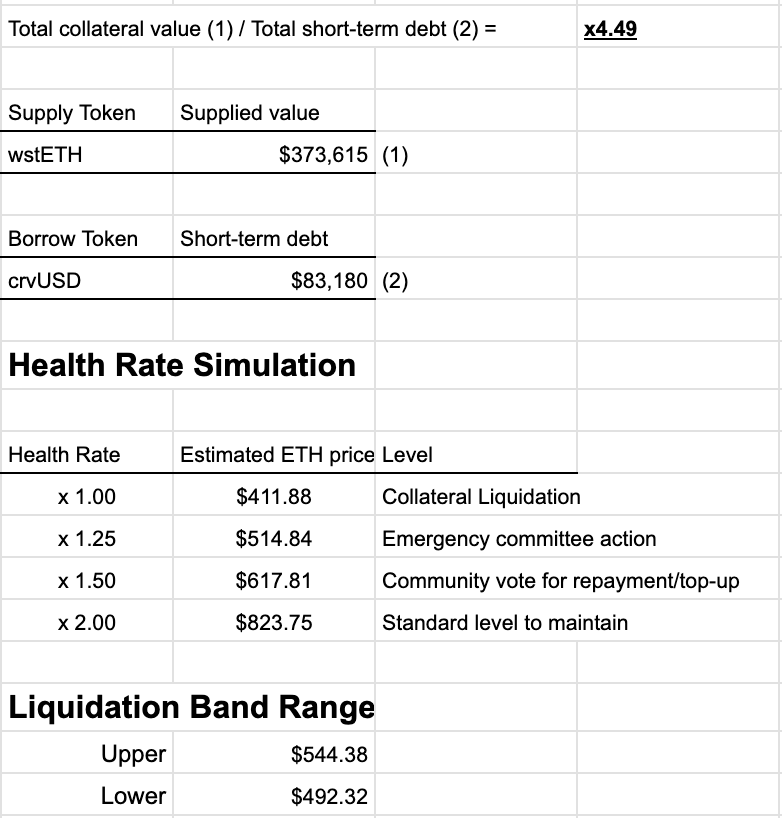 Total collateral value (1) / Total short-term debt (2) = x4.49
Supply Token Supplied value
wstETH $373,615 (1)
Borrow Token Short-term debt
crvUSD $83,180 (2)
Health Rate Simulation
Health Rate Estimated ETH price Level
x 1.00 $411.88 Collateral Liquidation
x 1.25 $514.84 Emergency committee action
x 1.50 $617.81 Community vote for repayment/top-up
x 2.00 $823.75 Standard level to maintain
Liquidation Band Range
Upper $544.38
Lower $492.32